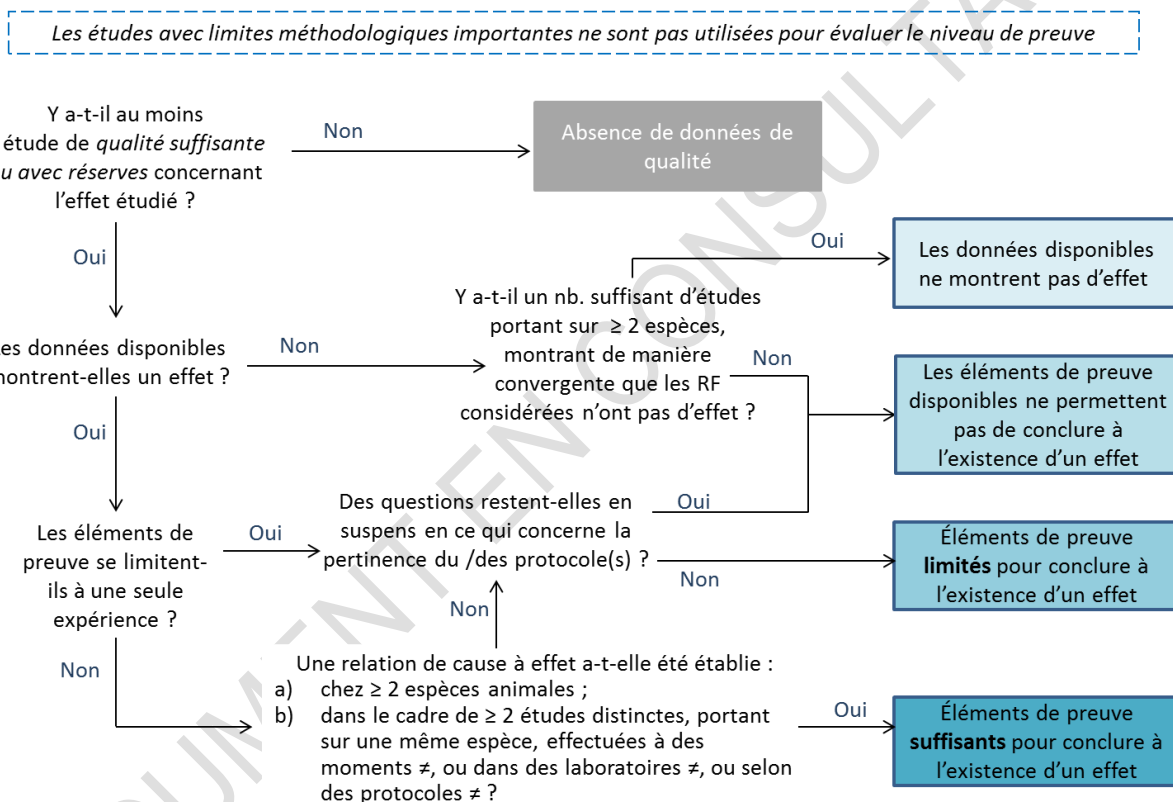 Les études avec limites méthodologiques importantes ne sont pas utilisées pour évaluer le niveau de preuve
Y a-t-il au moins
étude de qualité suffisante
u avec réserves concernant
l'effet étudié ?
Non
Absence de données de
qualité
Oui
Oui
Les données disponibles
ne montrent pas d'effet
Y a-t-il un nb. suffisant d'études
portant sur ≥ 2 espèces,
montrant de manière
convergente que les RF
considérées n'ont pas d'effet ?
es données disponibles
montrent-elles un effet ?
Non
Non
Les éléments de preuve
disponibles ne permettent
pas de conclure à
l'existence d'un effet
Oui
Les éléments de
preuve se limitent-
ils à une seule
expérience ?
Oui
Des questions restent-elles en
suspens en ce qui concerne la
pertinence du /des protocole(s) ?
Oui
Non
Éléments de preuve
limités pour conclure à
l'existence d'un effet
Non
Non
Une relation de cause à effet a-t-elle été établie :
a) chez ≥ 2 espèces animales ;
b) dans le cadre de ≥ 2 études distinctes, portant
sur une même espèce, effectuées à des
moments ≠, ou dans des laboratoires ≠, ou selon
des protocoles ≠ ?
Oui
Éléments de preuve
suffisants pour conclure à
l'existence d'un effet
OCUMENT EN CONSULTA